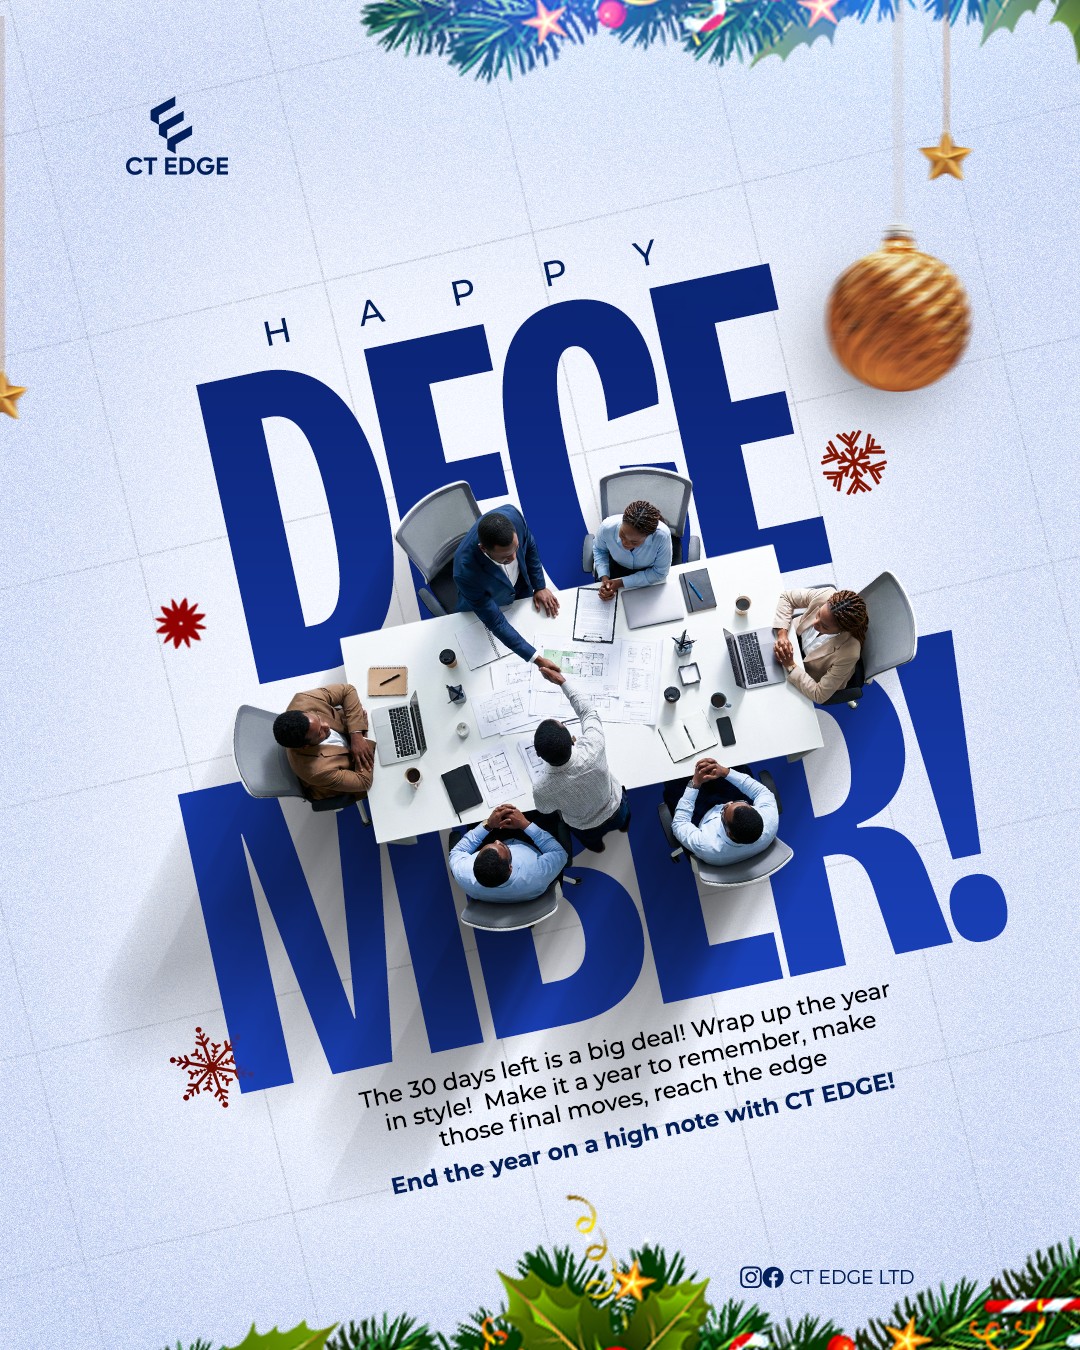 CT EDGE
HAPPY
DECE
MBER!
The 30 days left is a big deal! Wrap up the year
in style!  Make it a year to remember, make
those final moves, reach the edge
End the year on a high note with CT EDGE!
CT EDGE LTD